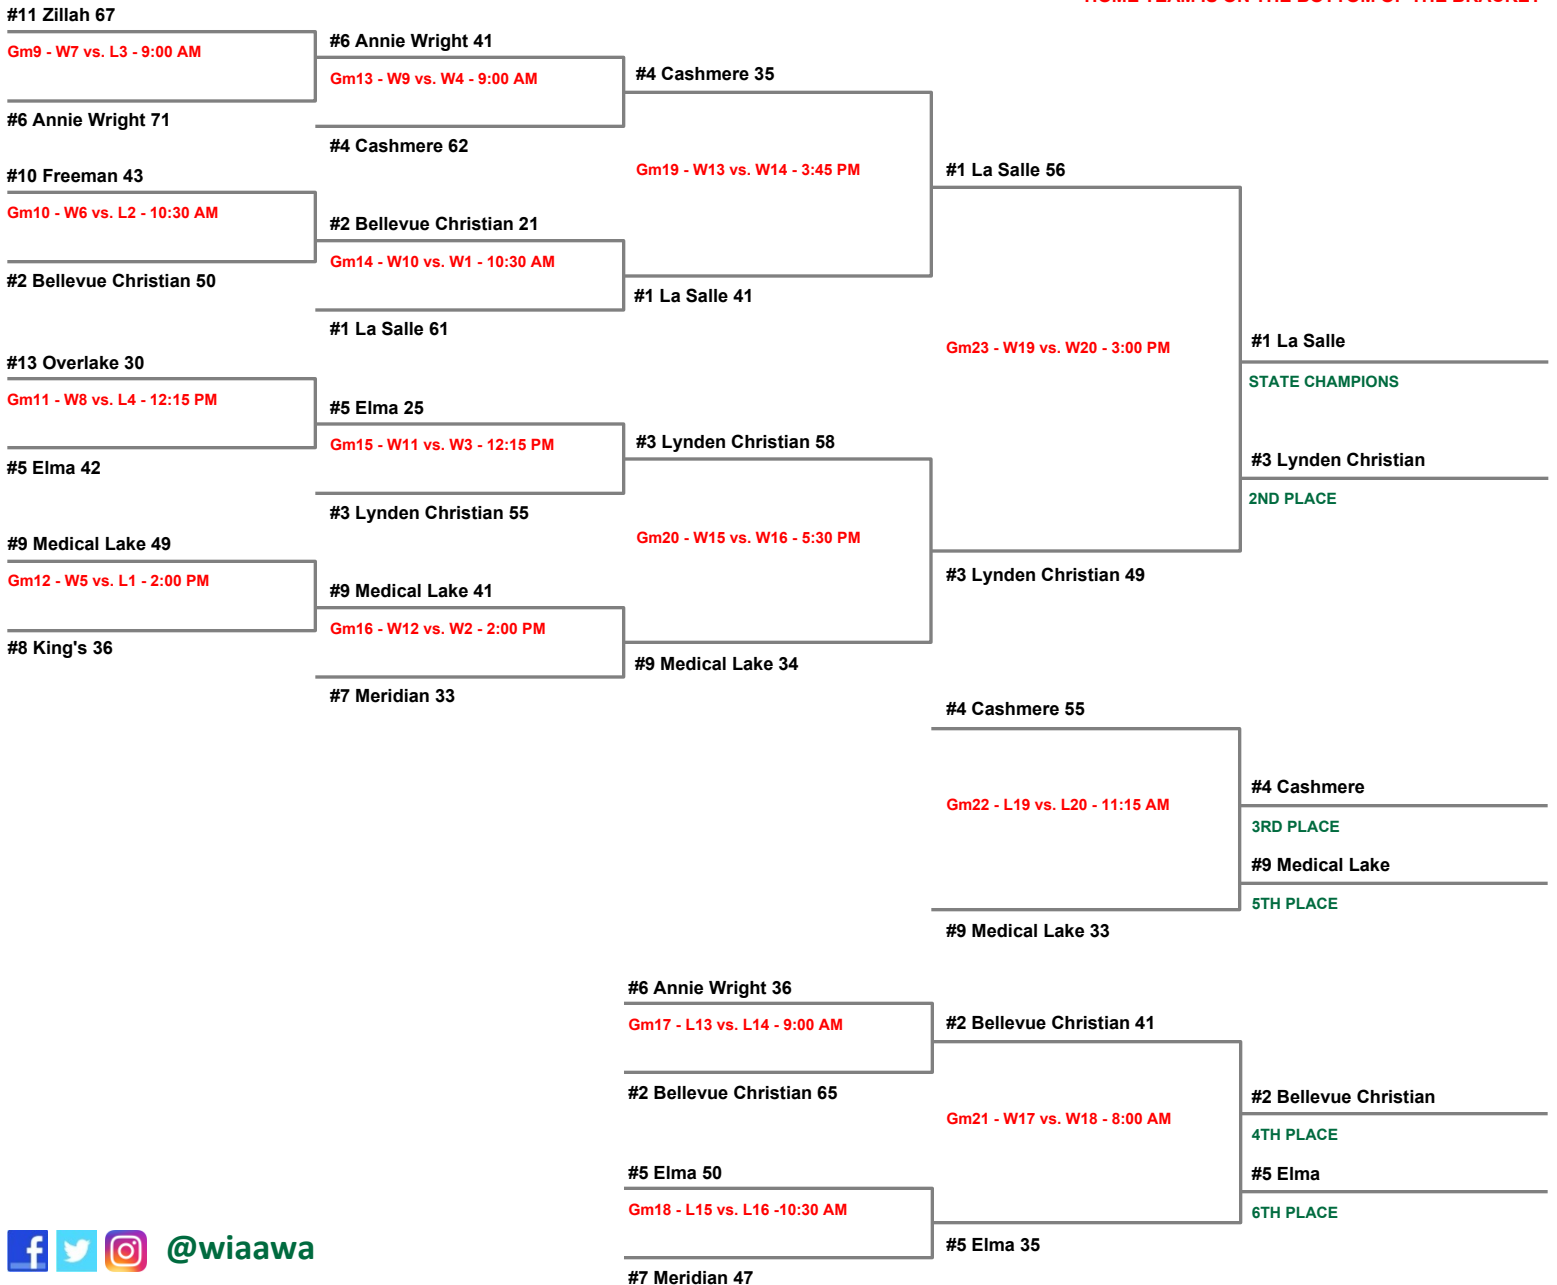 HOME TEAM IS ON THE BOTTOM OF THE BRACKET
#11 Zillah 67
Gm9 - W7 vs. L3 - 9:00 AM
#6 Annie Wright 71
#10 Freeman 43
Gm10 - W6 vs. L2 - 10:30 AM
#2 Bellevue Christian 50
#13 Overlake 30
Gm11 - W8 vs. L4 - 12:15 PM
#5 Elma 42
#9 Medical Lake 49
Gm12 - W5 vs. L1 - 2:00 PM
#8 King's 36
#6 Annie Wright 41
Gm13 - W9 vs. W4 - 9:00 AM
#4 Cashmere 62
#2 Bellevue Christian 21
Gm14 - W10 vs. W1 - 10:30 AM
#1 La Salle 61
#5 Elma 25
Gm15 - W11 vs. W3 - 12:15 PM
#3 Lynden Christian 55
#9 Medical Lake 41
Gm16 - W12 vs. W2 - 2:00 PM
#7 Meridian 33
#4 Cashmere 35
Gm19 - W13 vs. W14 - 3:45 PM
#1 La Salle 41
#3 Lynden Christian 58
Gm20 - W15 vs. W16 - 5:30 PM
#9 Medical Lake 34
#1 La Salle 56
Gm23 - W19 vs. W20 - 3:00 PM
#3 Lynden Christian 49
#1 La Salle
STATE CHAMPIONS
#3 Lynden Christian
2ND PLACE
#4 Cashmere 55
Gm22 - L19 vs. L20 - 11:15 AM
#9 Medical Lake 33
#4 Cashmere
3RD PLACE
#9 Medical Lake
5TH PLACE
#6 Annie Wright 36
Gm17 - L13 vs. L14 - 9:00 AM
#2 Bellevue Christian 65
#5 Elma 50
Gm18 - L15 vs. L16 -10:30 AM
#7 Meridian 47
#2 Bellevue Christian 41
Gm21 - W17 vs. W18 - 8:00 AM
#5 Elma 35
#2 Bellevue Christian
4TH PLACE
#5 Elma
6TH PLACE
@wiaawa